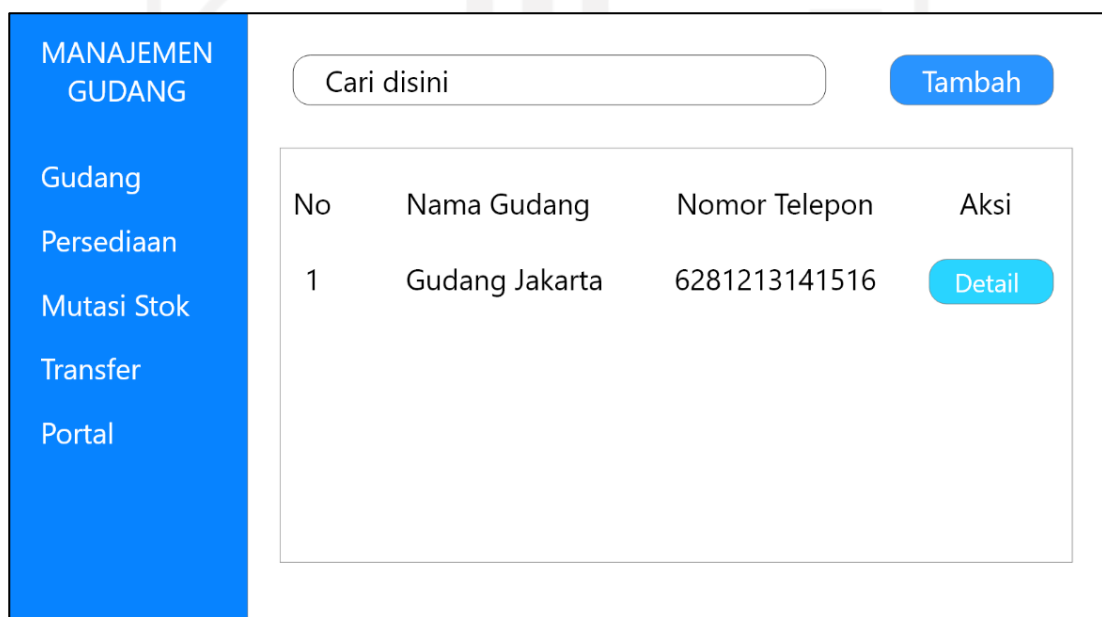 MANAJEMEN
GUDANG
Gudang
Persediaan
Mutasi Stok
Transfer
Portal
Cari disini
Tambah
No Nama Gudang Nomor Telepon Aksi
1 Gudang Jakarta 6281213141516 Detail